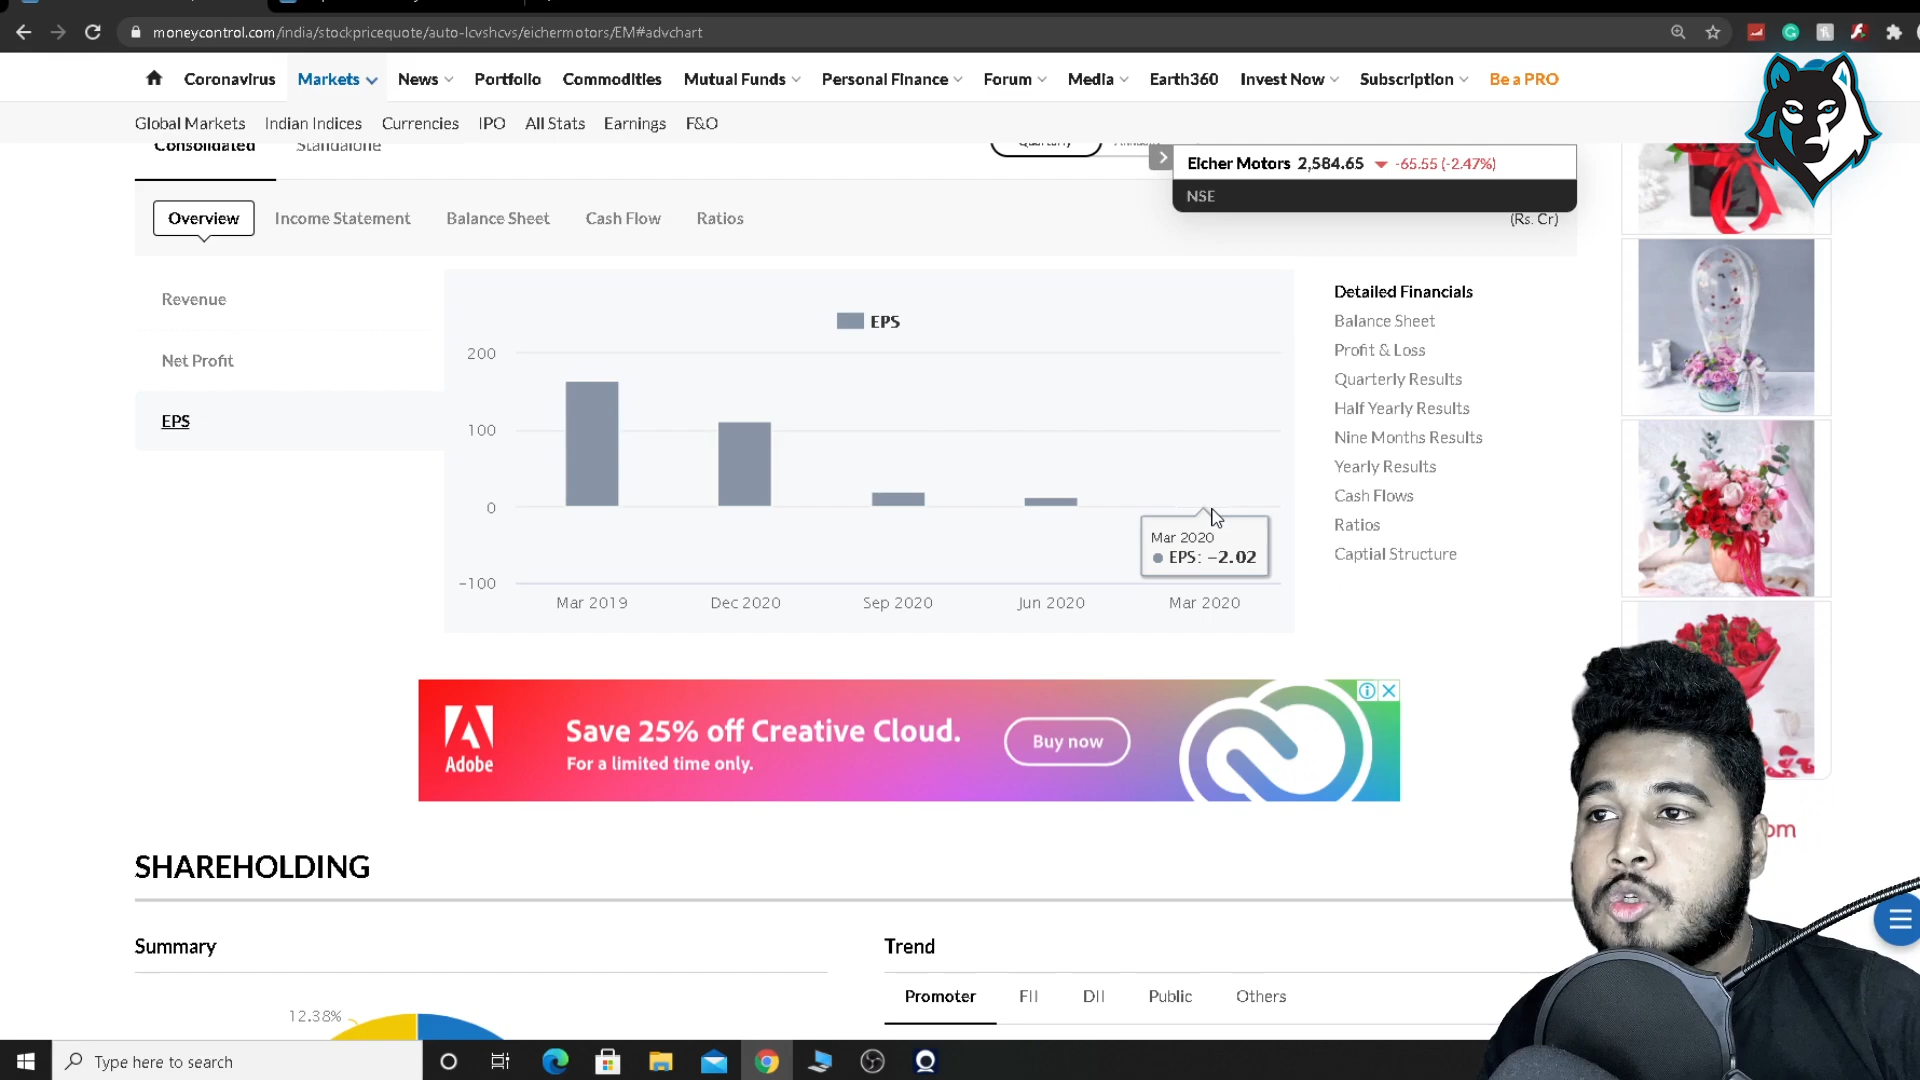 moneycontrol.com/india/stockpricequote/auto-lcvshcvs/eichermotors/EM#advchart
Coronavirus Markets News Portfolio Commodities Mutual Funds Personal Finance Forum Media Earth360 Invest Now Subscription Be a PRO
Global Markets Indian Indices Currencies IPO All Stats Earnings F&O
Consolidated Standalone Quarterly
Eicher Motors 2,584.65 -65.55 (-2.47%)
NSE
Overview Income Statement Balance Sheet Cash Flow Ratios (Rs. Cr)
Revenue
Net Profit
EPS
EPS
200
100
0
-100
Mar 2019 Dec 2020 Sep 2020 Jun 2020 Mar 2020
Mar 2020
EPS: -2.02
Detailed Financials
Balance Sheet
Profit & Loss
Quarterly Results
Half Yearly Results
Nine Months Results
Yearly Results
Cash Flows
Ratios
Captial Structure
Adobe
Save 25% off Creative Cloud.
For a limited time only.
Buy now
SHAREHOLDING
Summary
12.38%
Trend
Promoter FII DII Public Others
Type here to search